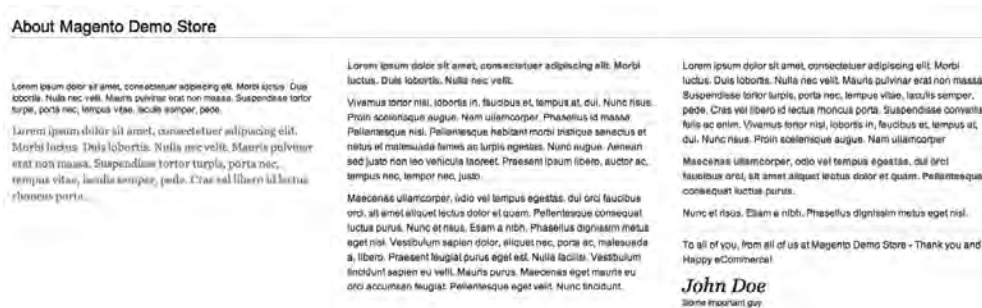 About Magento Demo Store
Lorem ipsum dolor sit amet, consectetuer adipiscing elit. Morbi luctus. Duis
lobortis. Nulla nec velit. Mauris pulvinar erat non massa. Suspendisse tortor
turpis, porta nec, tempus vitae, iaculis semper, pede.
Lorem ipsum dolor sit amet, consectetuer adipiscing elit.
Morbi luctus. Duis lobortis. Nulla nec velit. Mauris pulvinar
erat non massa. Suspendisse tortor turpis, porta nec,
tempus vitae, iaculis semper, pede. Cras vel libero id lectus
rhoncus porta.
Lorem ipsum dolor sit amet, consectetuer adipiscing elit. Morbi
luctus. Duis lobortis. Nulla nec velit.
Vivamus tortor nisl, lobortis in, faucibus et, tempus at, dui. Nunc risus.
Proin scelerisque augue. Nam ullamcorper. Phasellus id massa.
Pellentesque nisl. Pellentesque habitant morbi tristique senectus et
netus et malesuada fames ac turpis egestas. Nunc augue. Aenean
sed justo non leo vehicula laoreet. Praesent ipsum libero, auctor ac,
tempus nec, tempor nec, justo.
Maecenas ullamcorper, odio vel tempus egestas, dui orci faucibus
orci, sit amet aliquet lectus dolor et quam. Pellentesque consequat
luctus purus. Nunc et risus. Etiam a nibh. Phasellus dignissim metus
eget nisi. Vestibulum sapien dolor, aliquet nec, porta ac, malesuada
a, libero. Praesent feugiat purus eget est. Nulla facilisi. Vestibulum
tincidunt sapien eu velit. Mauris purus. Maecenas eget mauris eu
orci accumsan feugiat. Pellentesque eget velit. Nunc tincidunt.
Lorem ipsum dolor sit amet, consectetuer adipiscing elit. Morbi
luctus. Duis lobortis. Nulla nec velit. Mauris pulvinar erat non massa.
Suspendisse tortor turpis, porta nec, tempus vitae, iaculis semper,
pede. Cras vel libero id lectus rhoncus porta. Suspendisse convallis
felis ac enim. Vivamus tortor nisl, lobortis in, faucibus et, tempus at,
dui. Nunc risus. Proin scelerisque augue. Nam ullamcorper
Maecenas ullamcorper, odio vel tempus egestas, dui orci
faucibus orci, sit amet aliquet lectus dolor et quam. Pellentesque
consequat luctus purus.
Nunc et risus. Etiam a nibh. Phasellus dignissim metus eget nisi.
To all of you, from all of us at Magento Demo Store - Thank you and
Happy eCommerce!
John Doe
Some important guy